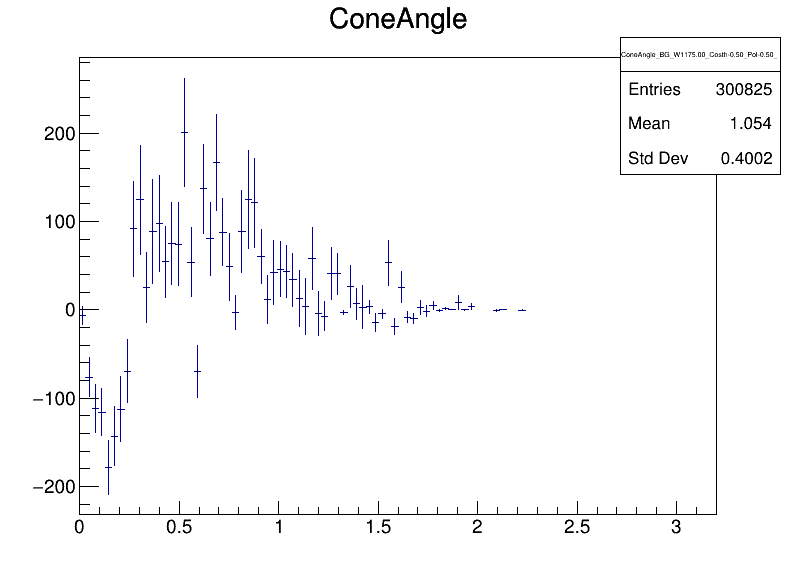 ConeAngle
ConeAngle_BG_W1175.00_Costh-0.50_Pol-0.50_
Entries 300825
Mean 1.054
Std Dev 0.4002
200
100
0
−100
−200
0 0.5 1 1.5 2 2.5 3